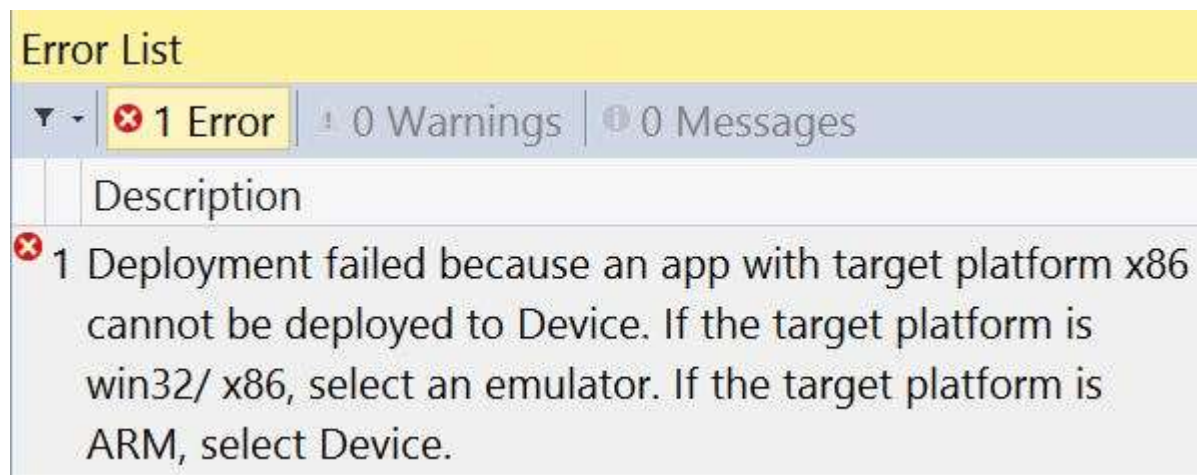 Error List
1 Error 0 Warnings 0 Messages
Description
1 Deployment failed because an app with target platform x86
cannot be deployed to Device. If the target platform is
win32/ x86, select an emulator. If the target platform is
ARM, select Device.